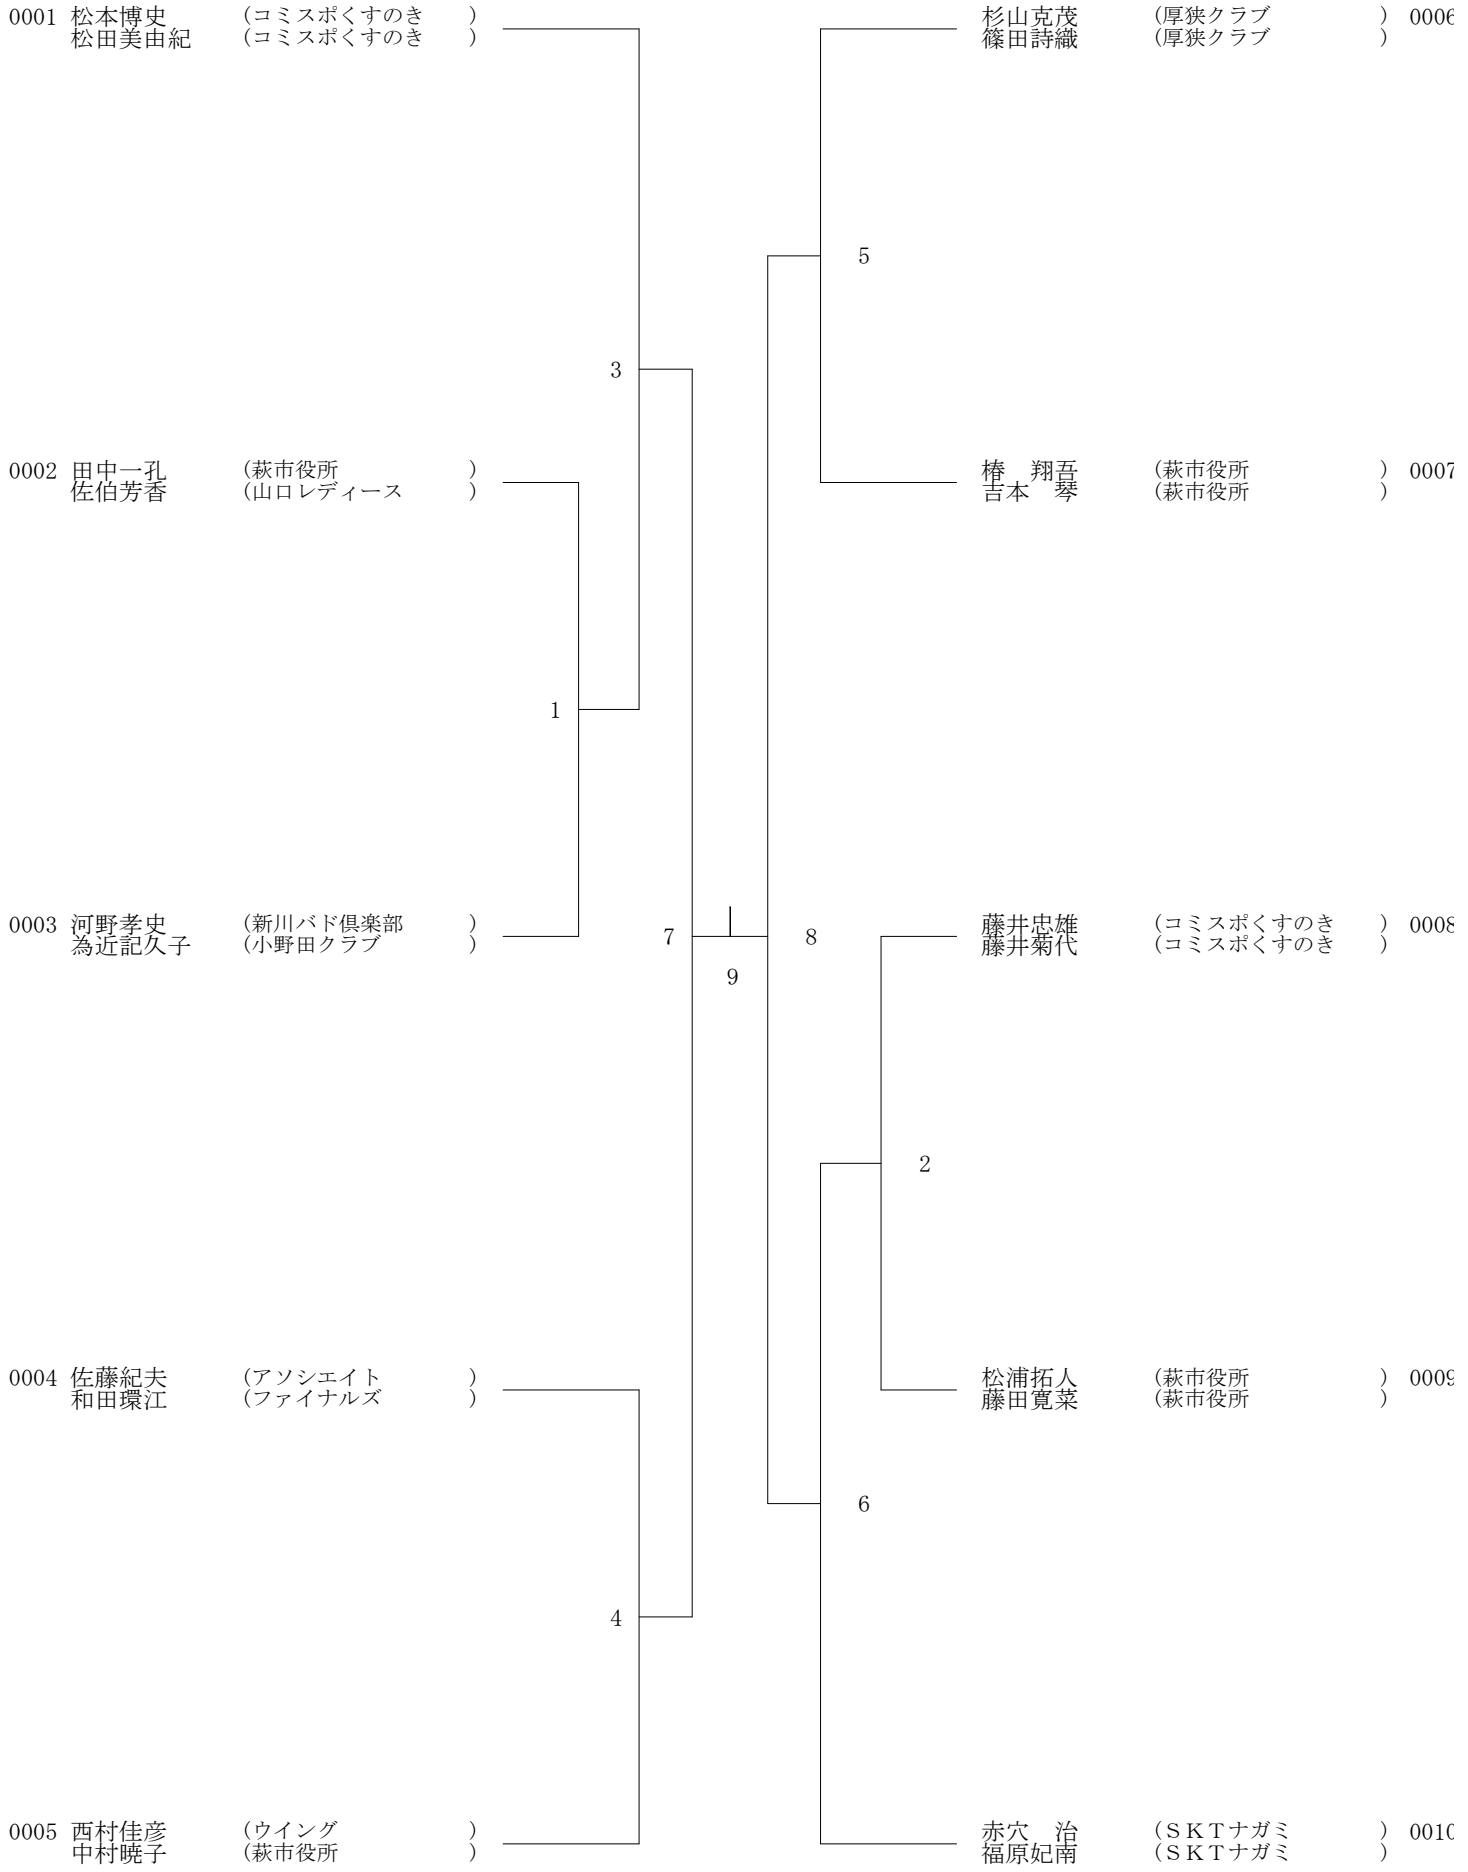 0001 松本博史 (コミスポくすのき )
松田美由紀 (コミスポくすのき )
0002 田中一孔 (萩市役所 )
佐伯芳香 (山口レディース )
0003 河野孝史 (新川バド倶楽部 )
為近記久子 (小野田クラブ )
0004 佐藤紀夫 (アソシエイト )
和田環江 (ファイナルズ )
0005 西村佳彦 (ウイング )
中村暁子 (萩市役所 )
3
1
7
4
9
5
8
2
6
杉山克茂 (厚狭クラブ ) 0006
篠田詩織 (厚狭クラブ )
椿 翔吾 (萩市役所 ) 0007
吉本 琴 (萩市役所 )
藤井忠雄 (コミスポくすのき ) 0008
藤井菊代 (コミスポくすのき )
松浦拓人 (萩市役所 ) 0009
藤田寛菜 (萩市役所 )
赤穴 治 (ＳＫＴナガミ ) 0010
福原妃南 (ＳＫＴナガミ )